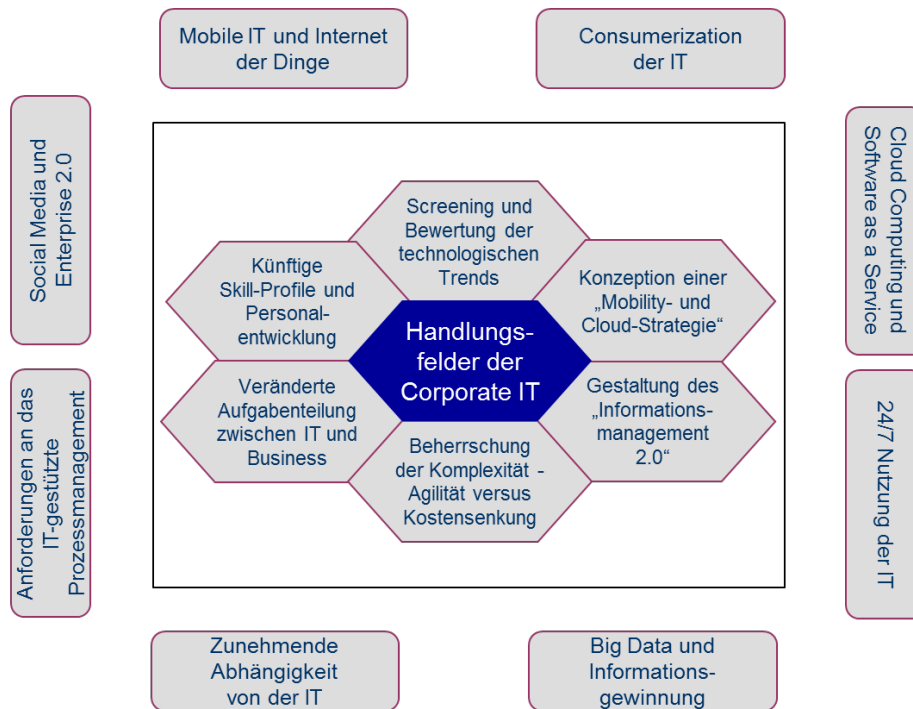 Mobile IT und Internet
der Dinge
Consumerization
der IT
Social Media und
Enterprise 2.0
Cloud Computing und
Software as a Service
Screening und
Bewertung der
technologischen
Trends
Künftige
Skill-Profile und
Personal-
entwicklung
Konzeption einer
„Mobility- und
Cloud-Strategie“
Handlungs-
felder der
Corporate IT
Veränderte
Aufgabenteilung
zwischen IT und
Business
Gestaltung des
„Informations-
management
2.0“
Beherrschung
der Komplexität -
Agilität versus
Kostensenkung
Anforderungen an das
IT-gestützte
Prozessmanagement
24/7 Nutzung der IT
Zunehmende
Abhängigkeit
von der IT
Big Data und
Informations-
gewinnung